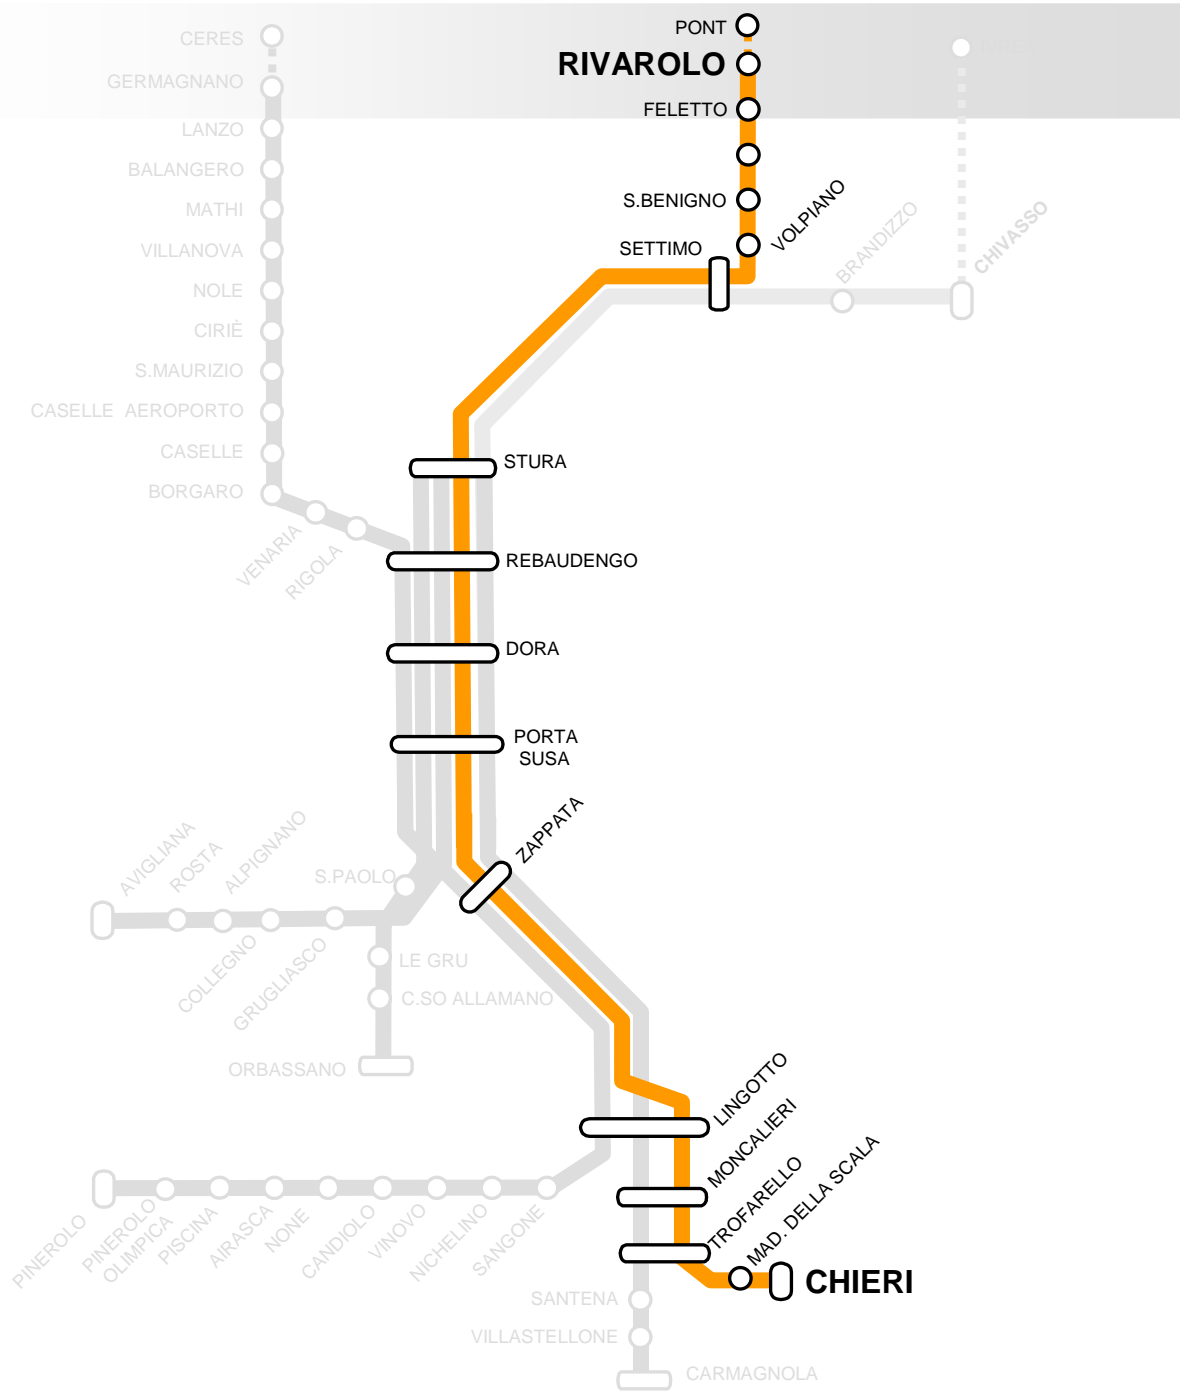 PONT
RIVAROLO
FELETTO
S.BENIGNO
VOLPIANO
SETTIMO
BRANDIZZO
CHIVASSO
CERES
GERMAGNANO
LANZO
BALANGERO
MATHI
VILLANOVA
NOLE
CIRIÈ
S.MAURIZIO
CASELLE AEROPORTO
CASELLE
BORGARO
VENARIA
RIGOLA
STURA
REBAUDENGO
DORA
PORTA
SUSA
ZAPPATA
AVIGLIANA
ROSTA
ALPIGNANO
S.PAOLO
COLLEGNO
GRUGLIASCO
LE GRU
C.SO ALLAMANO
ORBASSANO
LINGOTTO
MONCALIERI
TROFARELLO
MAD. DELLA SCALA
CHIERI
PINEROLO
PINEROLO
OLIMPICA
PISCINA
AIRASCA
NONE
CANDIOLO
VINOVO
NICHELINO
SANGONE
SANTENA
VILLASTELLONE
CARMAGNOLA